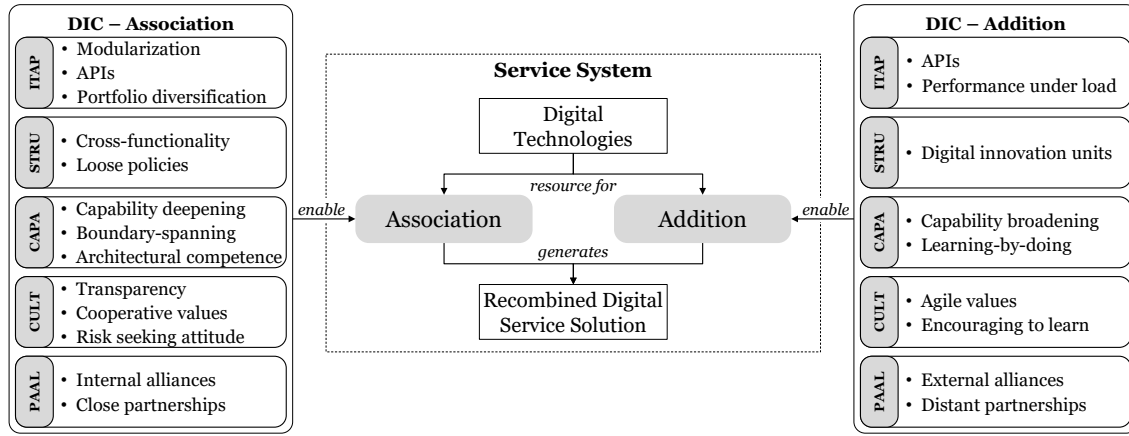 DIC – Association
ITAP
• Modularization
• APIs
• Portfolio diversification
STRU
• Cross-functionality
• Loose policies
CAPA
• Capability deepening
• Boundary-spanning
• Architectural competence
CULT
• Transparency
• Cooperative values
• Risk seeking attitude
PAAL
• Internal alliances
• Close partnerships
enable
Service System
Digital
Technologies
resource for
Association
Addition
generates
Recombined Digital
Service Solution
enable
DIC – Addition
ITAP
• APIs
• Performance under load
STRU
• Digital innovation units
CAPA
• Capability broadening
• Learning-by-doing
CULT
• Agile values
• Encouraging to learn
PAAL
• External alliances
• Distant partnerships